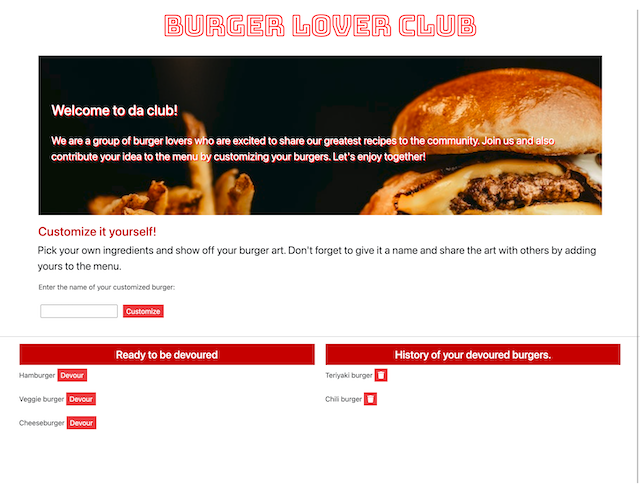 BURGER LOVER CLUB
Welcome to da club!
We are a group of burger lovers who are excited to share our greatest recipes to the community. Join us and also
contribute your idea to the menu by customizing your burgers. Let's enjoy together!
Customize it yourself!
Pick your own ingredients and show off your burger art. Don't forget to give it a name and share the art with others by adding
yours to the menu.
Enter the name of your customized burger:
Customize
Ready to be devoured
Hamburger Devour
Veggie burger Devour
Cheeseburger Devour
History of your devoured burgers.
Teriyaki burger
Chili burger